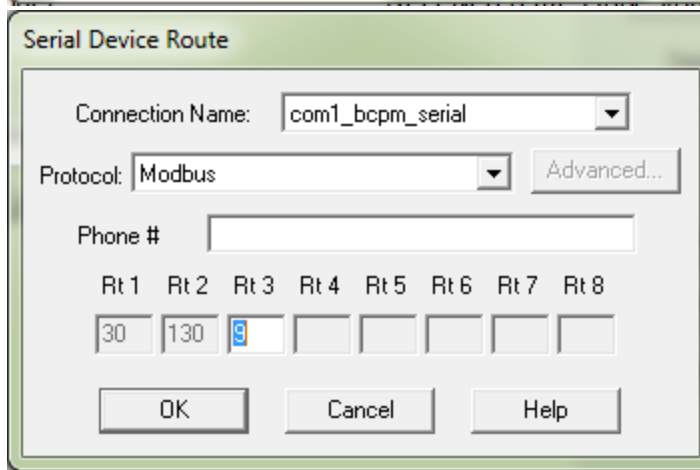 Serial Device Route
Connection Name: com1_bcpm_serial
Protocol: Modbus Advanced...
Phone #
Rt 1 Rt 2 Rt 3 Rt 4 Rt 5 Rt 6 Rt 7 Rt 8
30 130 9
OK Cancel Help